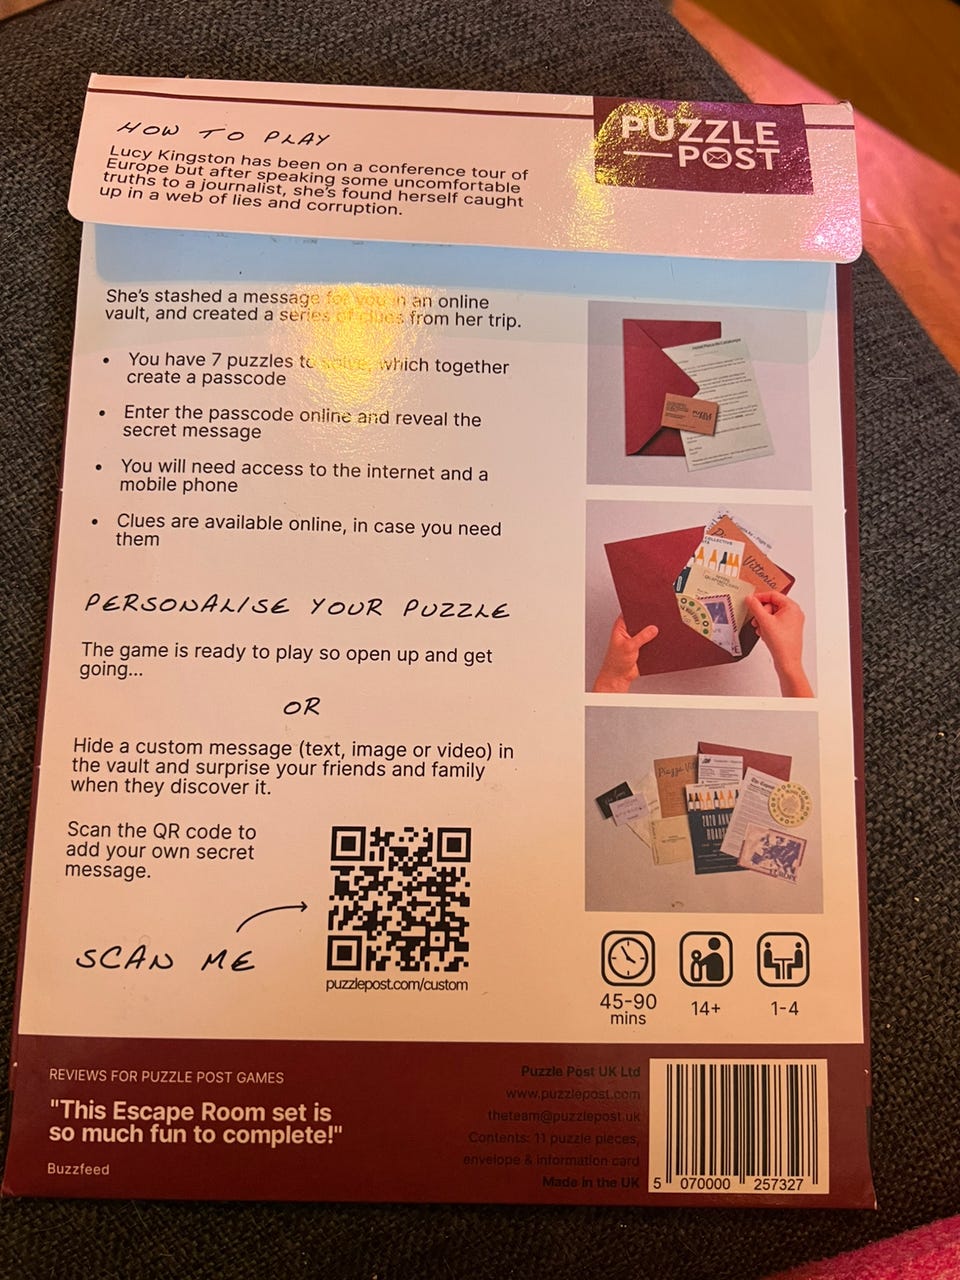 HOW TO PLAY
Lucy Kingston has been on a conference tour of
Europe but after speaking some uncomfortable
truths to a journalist, she's found herself caught
up in a web of lies and corruption.
PUZZLE
POST
She's stashed a message for you in an online
vault, and created a series of clues from her trip.
• You have 7 puzzles to solve, which together
create a passcode
• Enter the passcode online and reveal the
secret message
• You will need access to the internet and a
mobile phone
• Clues are available online, in case you need
them
PERSONALISE YOUR PUZZLE
The game is ready to play so open up and get
going...
OR
Hide a custom message (text, image or video) in
the vault and surprise your friends and family
when they discover it.
Scan the QR code to
add your own secret
message.
SCAN ME
puzzlepost.com/custom
COLLECTIVE
Vittoria
Piazza
EUROPE
45-90
mins
14+
1-4
REVIEWS FOR PUZZLE POST GAMES
"This Escape Room set is
so much fun to complete!"
Buzzfeed
Puzzle Post UK Ltd
www.puzzlepost.com
theteam@puzzlepost.uk
Contents: 11 puzzle pieces,
envelope & information card
Made in the UK
5 070000 257327